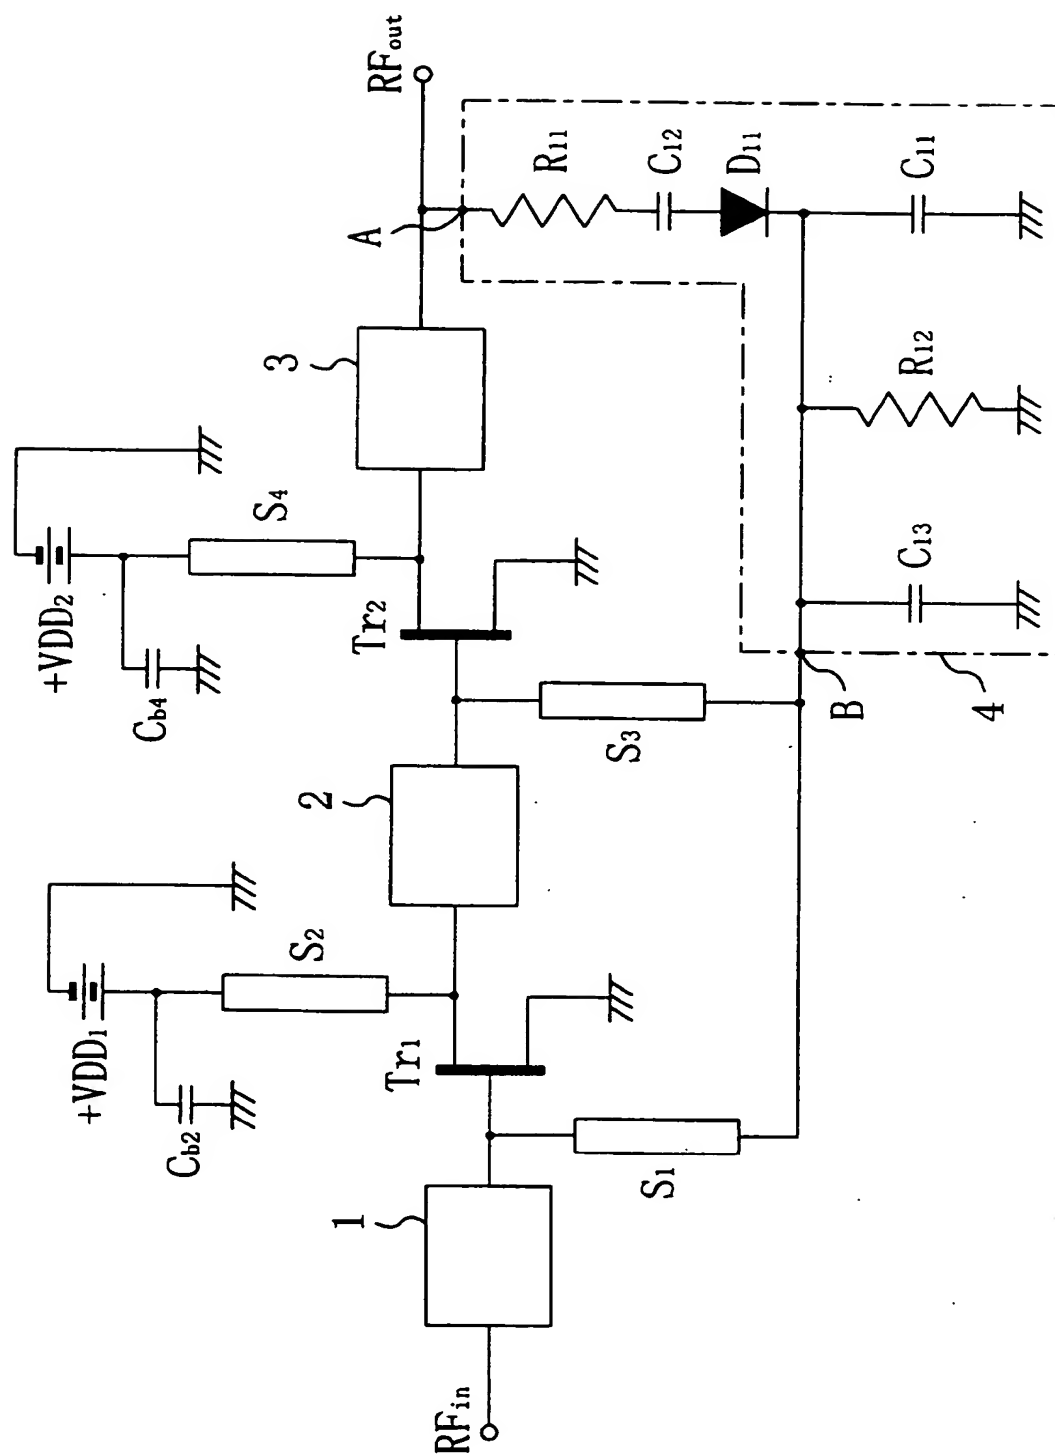 RFout
A
R11
C12
D11
C11
3
R12
S4
+VDD2
Cb4
Tr2
C13
B
4
S3
2
S2
+VDD1
Cb2
Tr1
S1
1
RFin